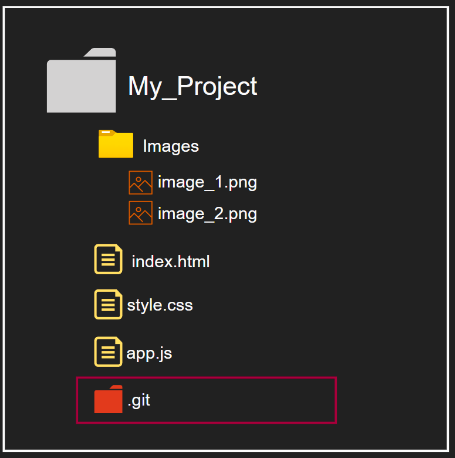 My_Project
Images
image_1.png
image_2.png
index.html
style.css
app.js
.git